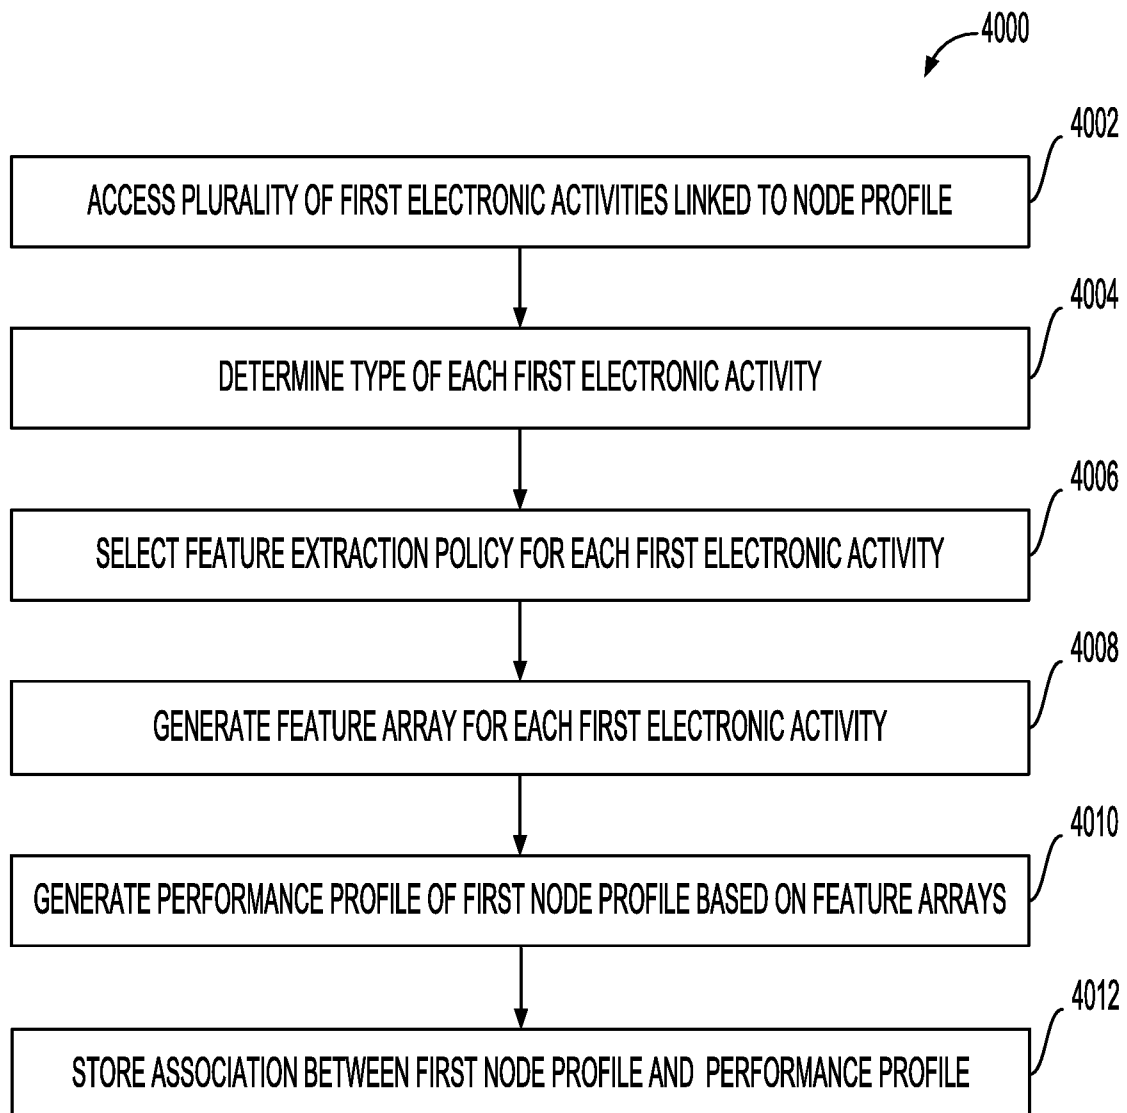 4000
4002
ACCESS PLURALITY OF FIRST ELECTRONIC ACTIVITIES LINKED TO NODE PROFILE
4004
DETERMINE TYPE OF EACH FIRST ELECTRONIC ACTIVITY
4006
SELECT FEATURE EXTRACTION POLICY FOR EACH FIRST ELECTRONIC ACTIVITY
4008
GENERATE FEATURE ARRAY FOR EACH FIRST ELECTRONIC ACTIVITY
4010
GENERATE PERFORMANCE PROFILE OF FIRST NODE PROFILE BASED ON FEATURE ARRAYS
4012
STORE ASSOCIATION BETWEEN FIRST NODE PROFILE AND PERFORMANCE PROFILE